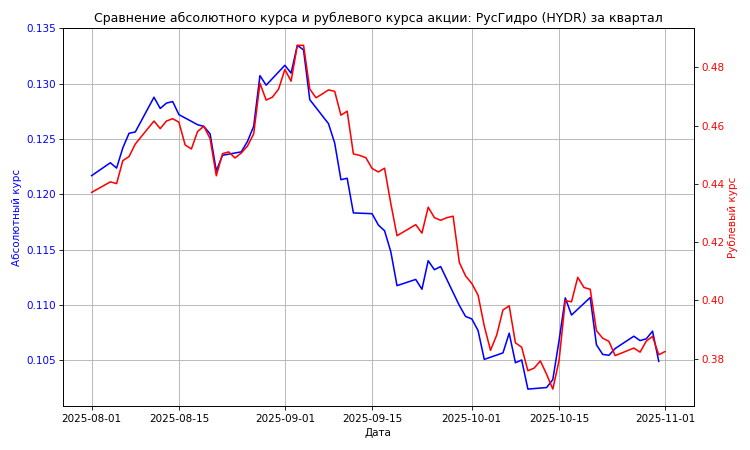 Сравнение абсолютного курса и рублевого курса акции: РусГидро (HYDR) за квартал
0.135
0.130
0.125
0.120
0.115
0.110
0.105
Абсолютный курс
0.48
0.46
0.44
0.42
0.40
0.38
Рублевый курс
2025-08-01 2025-08-15 2025-09-01 2025-09-15 2025-10-01 2025-10-15 2025-11-01
Дата